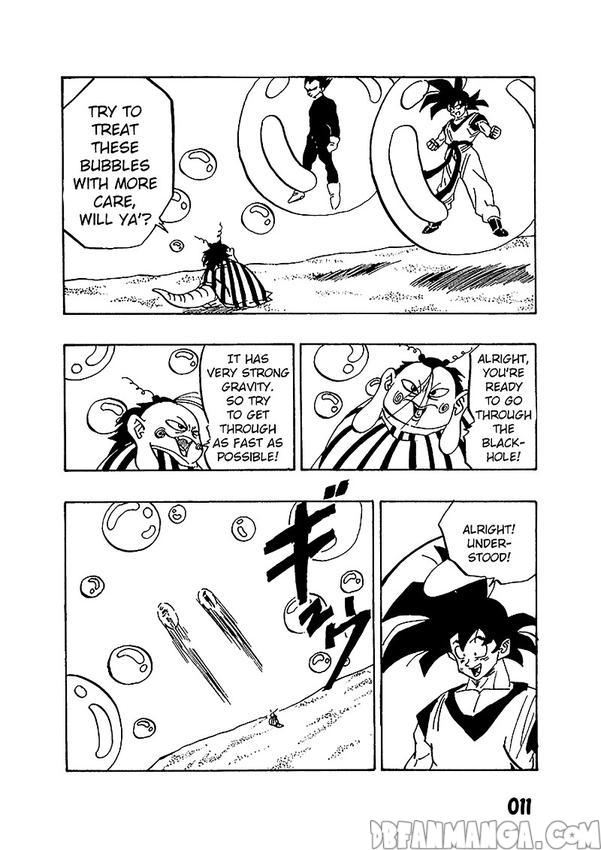 TRY TO
TREAT
THESE
BUBBLES
WITH MORE
CARE,
WILL YA'?
ALRIGHT,
YOU'RE
READY
TO GO
THROUGH
THE
BLACK-
HOLE!
IT HAS
VERY STRONG
GRAVITY.
SO TRY
TO GET
THROUGH
AS FAST AS
POSSIBLE!
ALRIGHT!
UNDER-
STOOD!
ギュウ
011
DBFANMANGA.COM